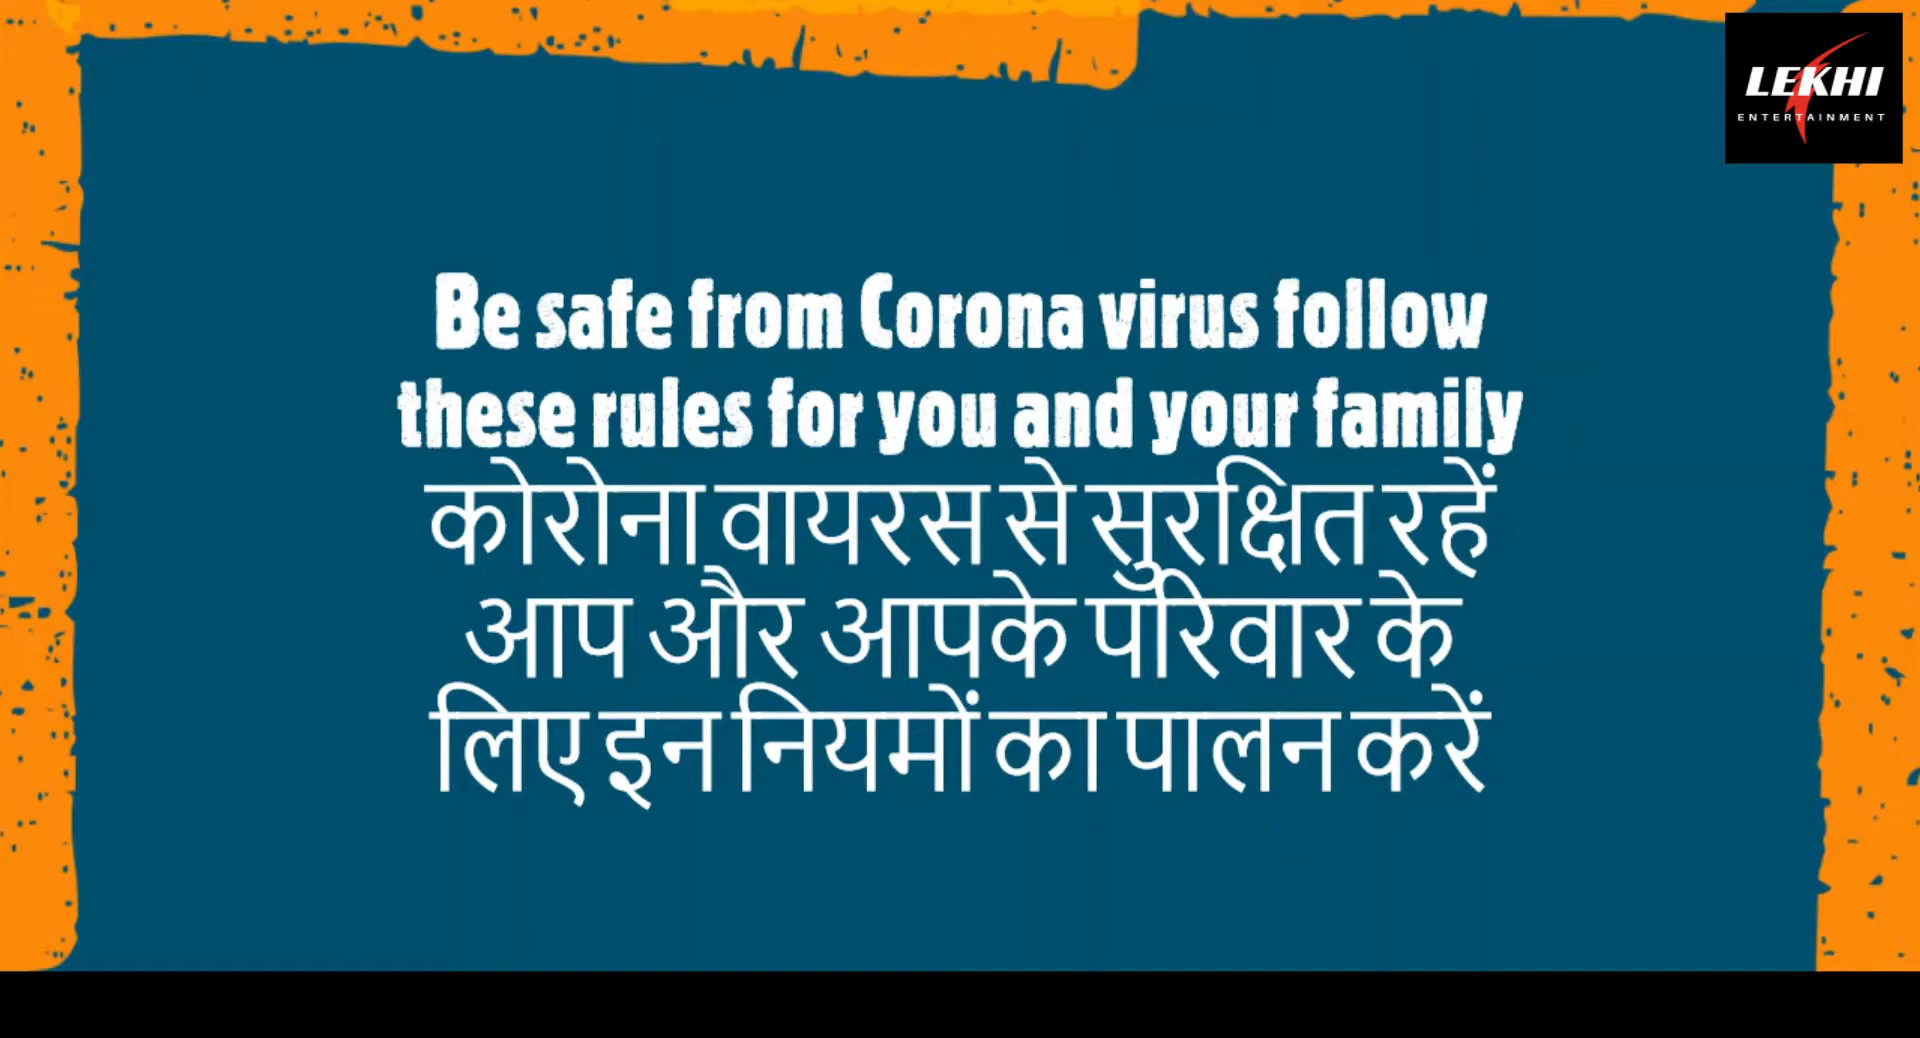 LEKHI
ENTERTAINMENT
Be safe from Corona virus follow
these rules for you and your family
कोरोना वायरस से सुरक्षित रहें
आप और आपके परिवार के
लिए इन नियमों का पालन करें